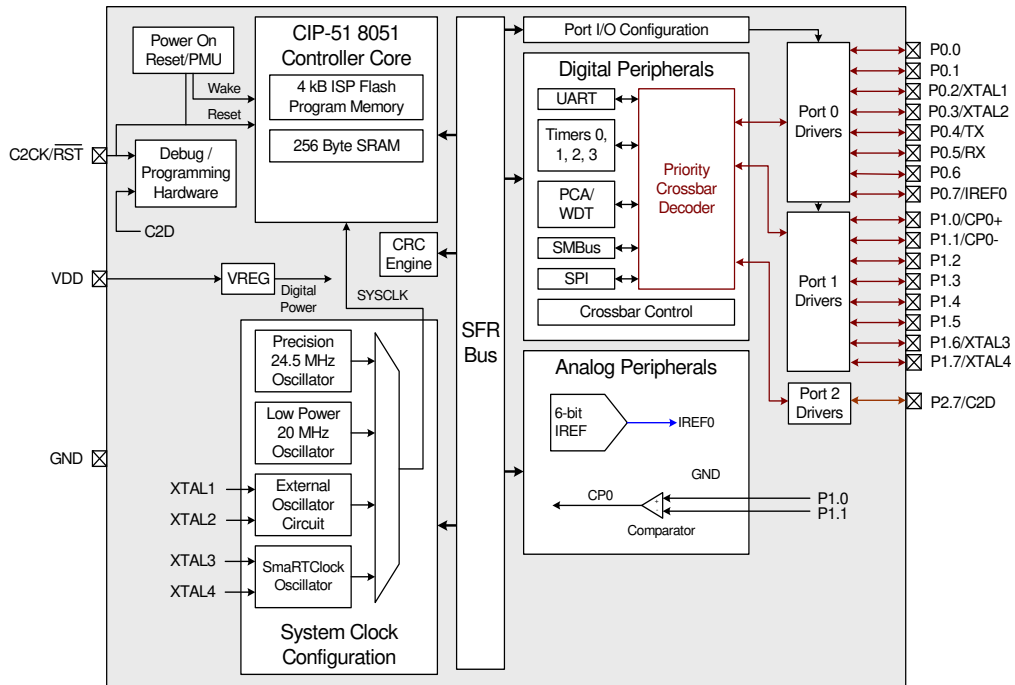 Power On
Reset/PMU
Wake
Reset
C2CK/RST
Debug /
Programming
Hardware
C2D
VDD
VREG
Digital
Power
GND
CIP-51 8051
Controller Core
4 kB ISP Flash
Program Memory
256 Byte SRAM
CRC
Engine
SYSCLK
Precision
24.5 MHz
Oscillator
Low Power
20 MHz
Oscillator
XTAL1
XTAL2
External
Oscillator
Circuit
XTAL3
XTAL4
SmaRTClock
Oscillator
System Clock
Configuration
SFR
Bus
Port I/O Configuration
Digital Peripherals
UART
Timers 0,
1, 2, 3
PCA/
WDT
SMBus
SPI
Priority
Crossbar
Decoder
Crossbar Control
Analog Peripherals
6-bit
IREF
IREF0
GND
CP0
+
-
Comparator
P1.0
P1.1
Port 0
Drivers
Port 1
Drivers
Port 2
Drivers
P0.0
P0.1
P0.2/XTAL1
P0.3/XTAL2
P0.4/TX
P0.5/RX
P0.6
P0.7/IREF0
P1.0/CP0+
P1.1/CP0-
P1.2
P1.3
P1.4
P1.5
P1.6/XTAL3
P1.7/XTAL4
P2.7/C2D